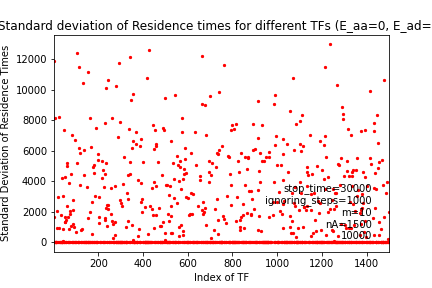 Standard deviation of Residence times for different TFs (E_aa=0, E_ad=
Standard Deviation of Residence Times
12000
10000
8000
6000
4000
2000
0
stop_time=30000
ignoring_steps=1000
m=10
nA=1500
10000
200
400
600
800
1000
1200
1400
Index of TF